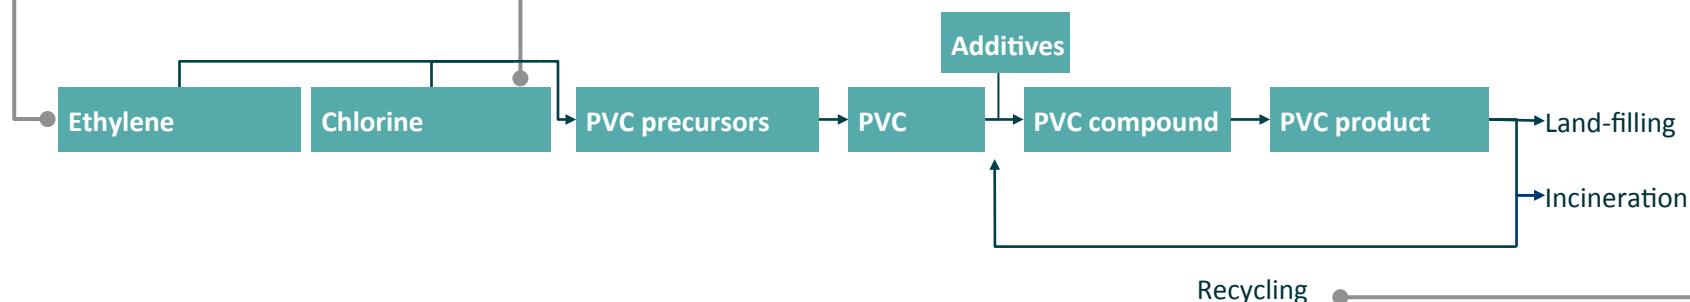 Additives
Ethylene
Chlorine
PVC precursors
PVC
PVC compound
PVC product
Land-filling
Incineration
Recycling